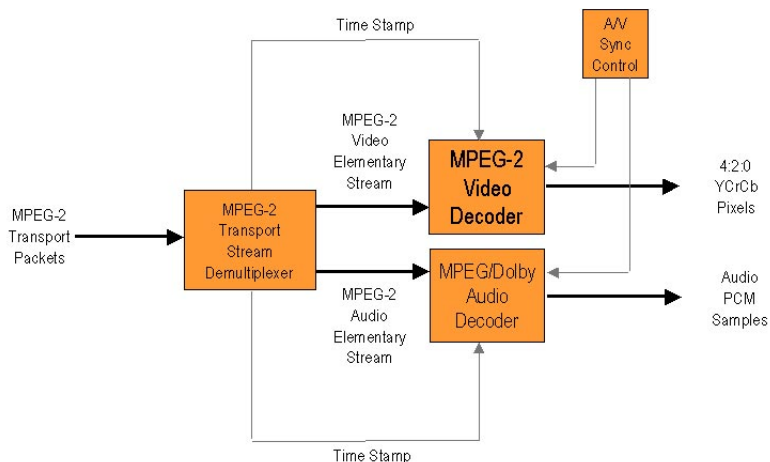 Time Stamp
A/V
Sync
Control
MPEG-2
Video
Elementary
Stream
MPEG-2
Video
Decoder
4:2:0
YCrCb
Pixels
MPEG-2
Transport
Packets
MPEG-2
Transport
Stream
Demultiplexer
MPEG-2
Audio
Elementary
Stream
MPEG/Dolby
Audio
Decoder
Audio
PCM
Samples
Time Stamp